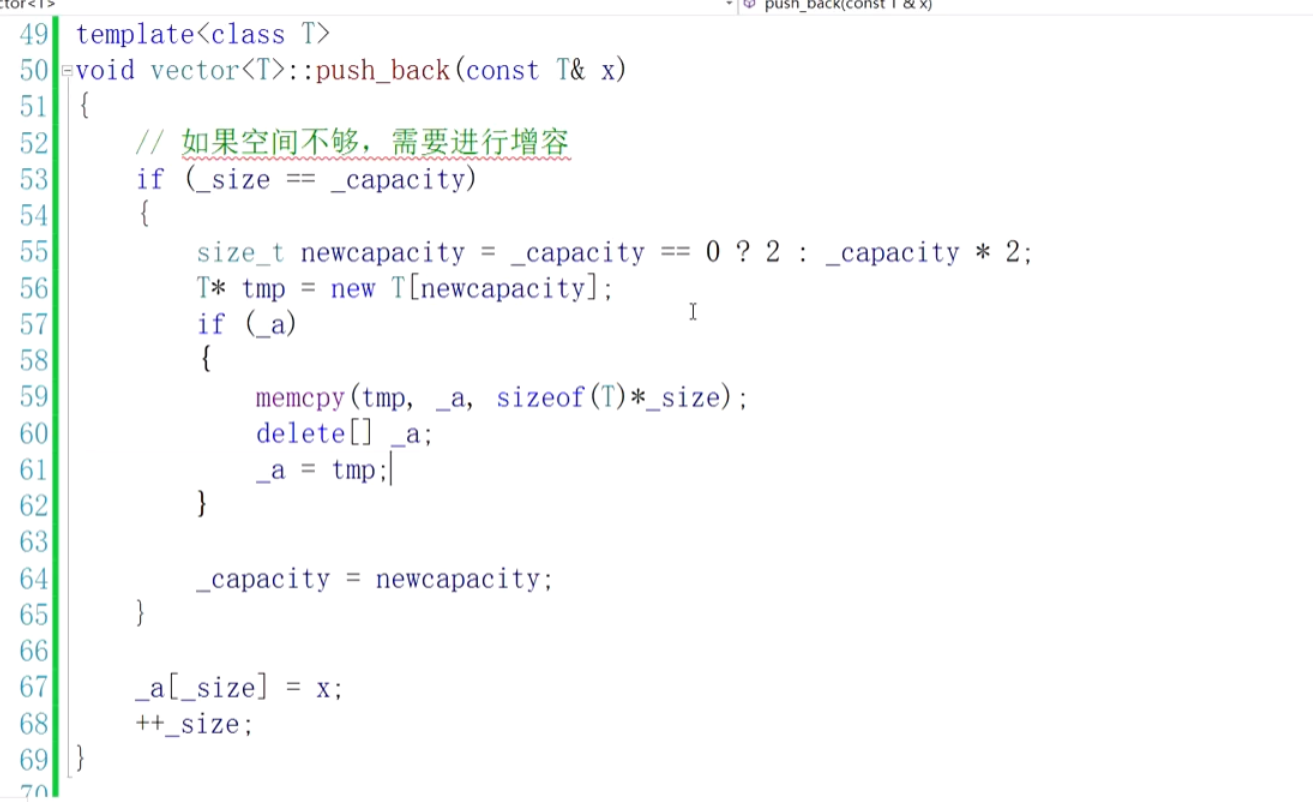 push_back(const T & x)
49 template<class T>
50 void vector<T>::push_back(const T& x)
51 {
52 // 如果空间不够，需要进行增容
53 if (_size == _capacity)
54 {
55 size_t newcapacity = _capacity == 0 ? 2 : _capacity * 2;
56 T* tmp = new T[newcapacity];
57 if (_a)
58 {
59 memcpy(tmp, _a, sizeof(T)*_size);
60 delete[] _a;
61 _a = tmp;
62 }
63
64 _capacity = newcapacity;
65 }
66
67 _a[_size] = x;
68 ++_size;
69 }
70